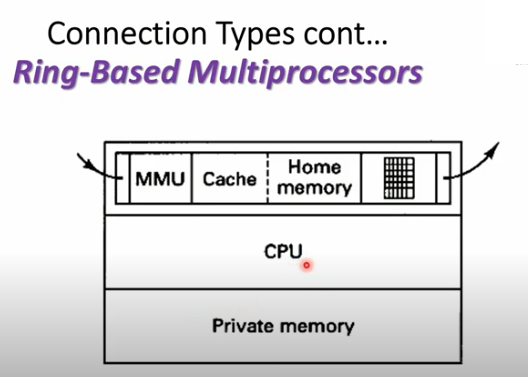 Connection Types cont...
Ring-Based Multiprocessors
MMU Cache Home memory
CPU
Private memory